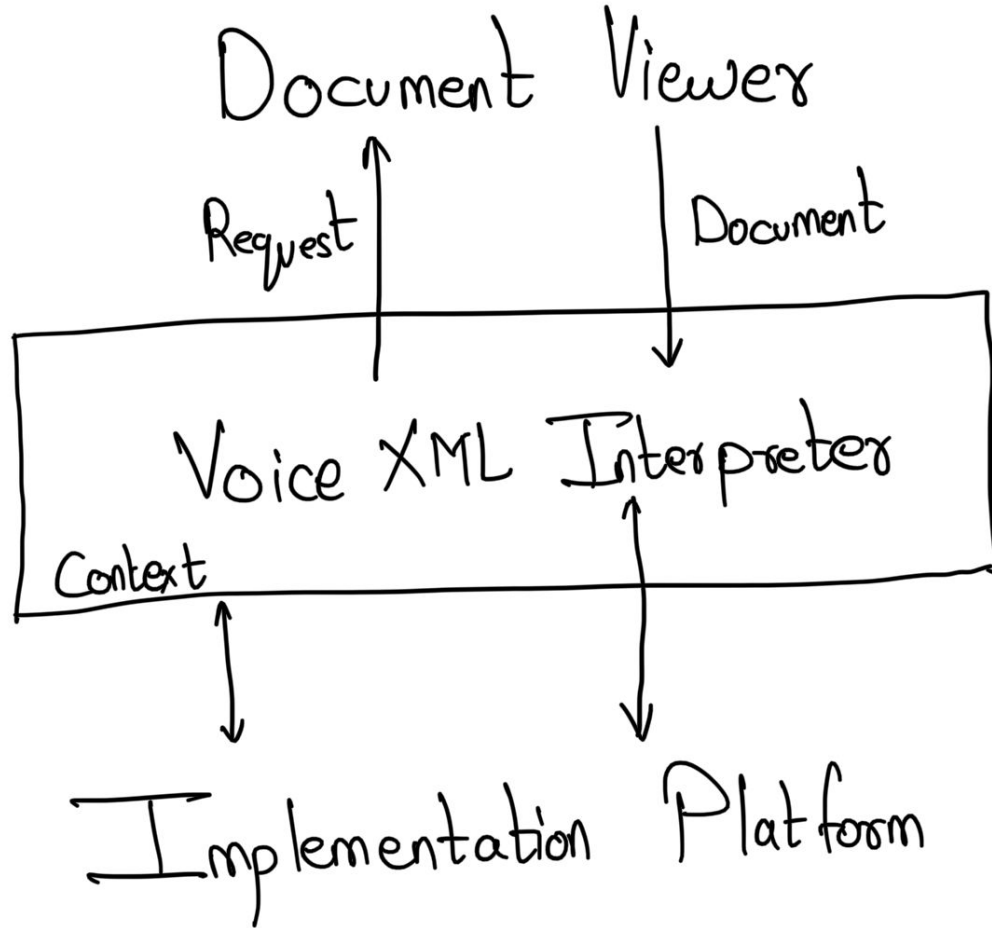 Document Viewer
Request
Document
Voice XML Interpreter
Context
Implementation Platform